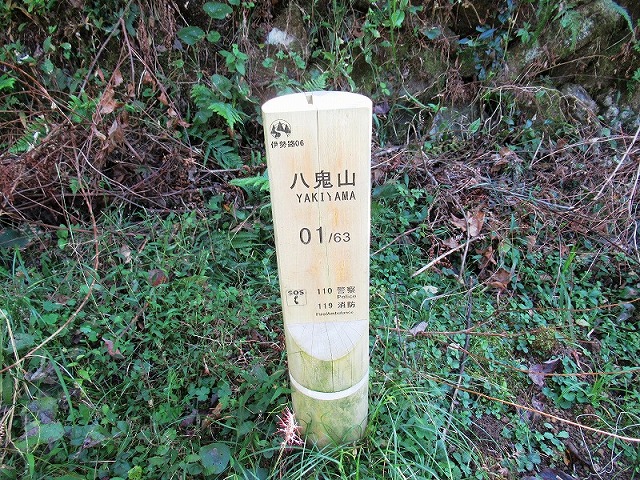 伊勢路06
八鬼山
YAKIYAMA
01/63
SOS
110 警察
Police
119 消防
Fire/Ambulance